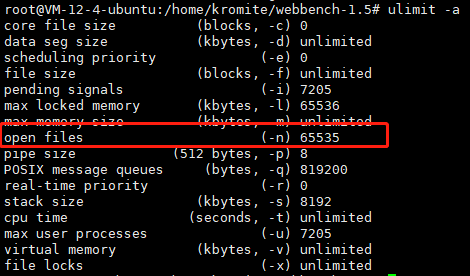 root@VM-12-4-ubuntu:/home/kromite/webbench-1.5# ulimit -a
core file size (blocks, -c) 0
data seg size (kbytes, -d) unlimited
scheduling priority (-e) 0
file size (blocks, -f) unlimited
pending signals (-i) 7205
max locked memory (kbytes, -l) 65536
max memory size (kbytes, -m) unlimited
open files (-n) 65535
pipe size (512 bytes, -p) 8
POSIX message queues (bytes, -q) 819200
real-time priority (-r) 0
stack size (kbytes, -s) 8192
cpu time (seconds, -t) unlimited
max user processes (-u) 7205
virtual memory (kbytes, -v) unlimited
file locks (-x) unlimited